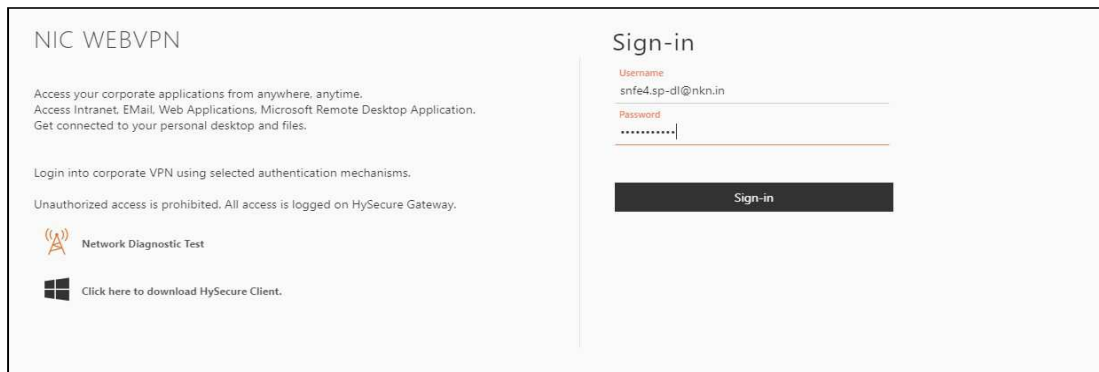 NIC WEBVPN
Access your corporate applications from anywhere, anytime.
Access Intranet, EMail, Web Applications, Microsoft Remote Desktop Application.
Get connected to your personal desktop and files.
Login into corporate VPN using selected authentication mechanisms.
Unauthorized access is prohibited. All access is logged on HySecure Gateway.
Network Diagnostic Test
Click here to download HySecure Client.
Sign-in
Username
snfe4.sp-dl@nkn.in
Password
•••••••••••
Sign-in